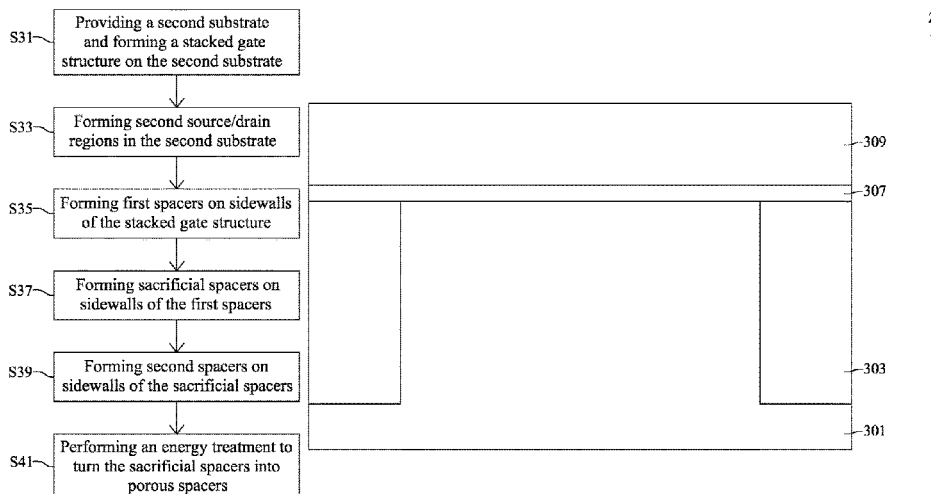 S31
Providing a second substrate
and forming a stacked gate
structure on the second substrate
S33
Forming second source/drain
regions in the second substrate
S35
Forming first spacers on sidewalls
of the stacked gate structure
S37
Forming sacrificial spacers on
sidewalls of the first spacers
S39
Forming second spacers on
sidewalls of the sacrificial spacers
S41
Performing an energy treatment to
turn the sacrificial spacers into
porous spacers
309
307
303
301